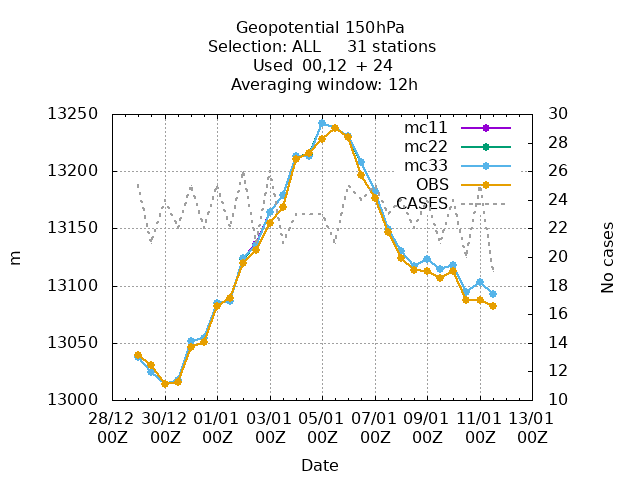 Geopotential 150hPa
Selection: ALL 31 stations
Used 00,12 + 24
Averaging window: 12h
13250
13200
13150
13100
13050
13000
m
30
28
26
24
22
20
18
16
14
12
10
No cases
mc11
mc22
mc33
OBS
CASES
28/12 30/12 01/01 03/01 05/01 07/01 09/01 11/01 13/01
00Z 00Z 00Z 00Z 00Z 00Z 00Z 00Z 00Z
Date